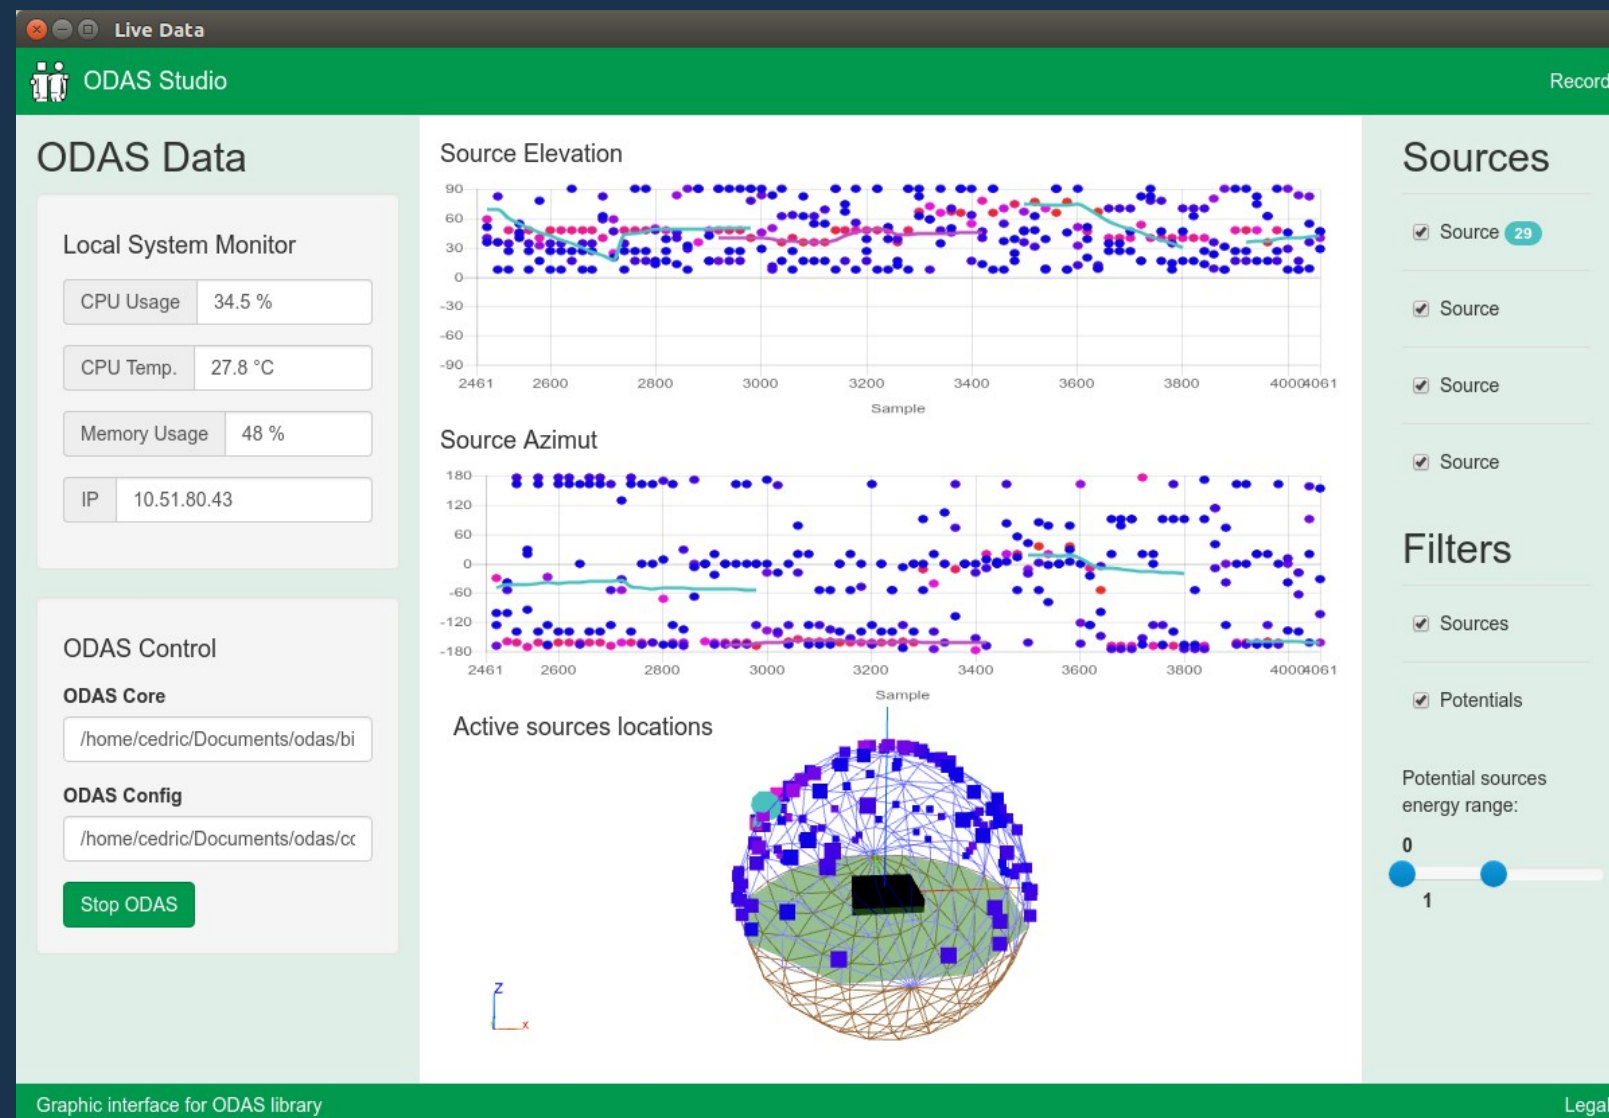 Live Data
ODAS Studio
Record
ODAS Data
Local System Monitor
CPU Usage 34.5 %
CPU Temp. 27.8 °C
Memory Usage 48 %
IP 10.51.80.43
ODAS Control
ODAS Core
/home/cedric/Documents/odas/bi
ODAS Config
/home/cedric/Documents/odas/cc
Stop ODAS
Source Elevation
90
60
30
0
-30
-60
-90
2461 2600 2800 3000 3200 3400 3600 3800 4000 4061
Sample
Source Azimut
180
120
60
0
-60
-120
-180
2461 2600 2800 3000 3200 3400 3600 3800 4000 4061
Sample
Active sources locations
Z
X
Sources
Source 29
Source
Source
Source
Filters
Sources
Potentials
Potential sources
energy range:
0
1
Graphic interface for ODAS library
Legal